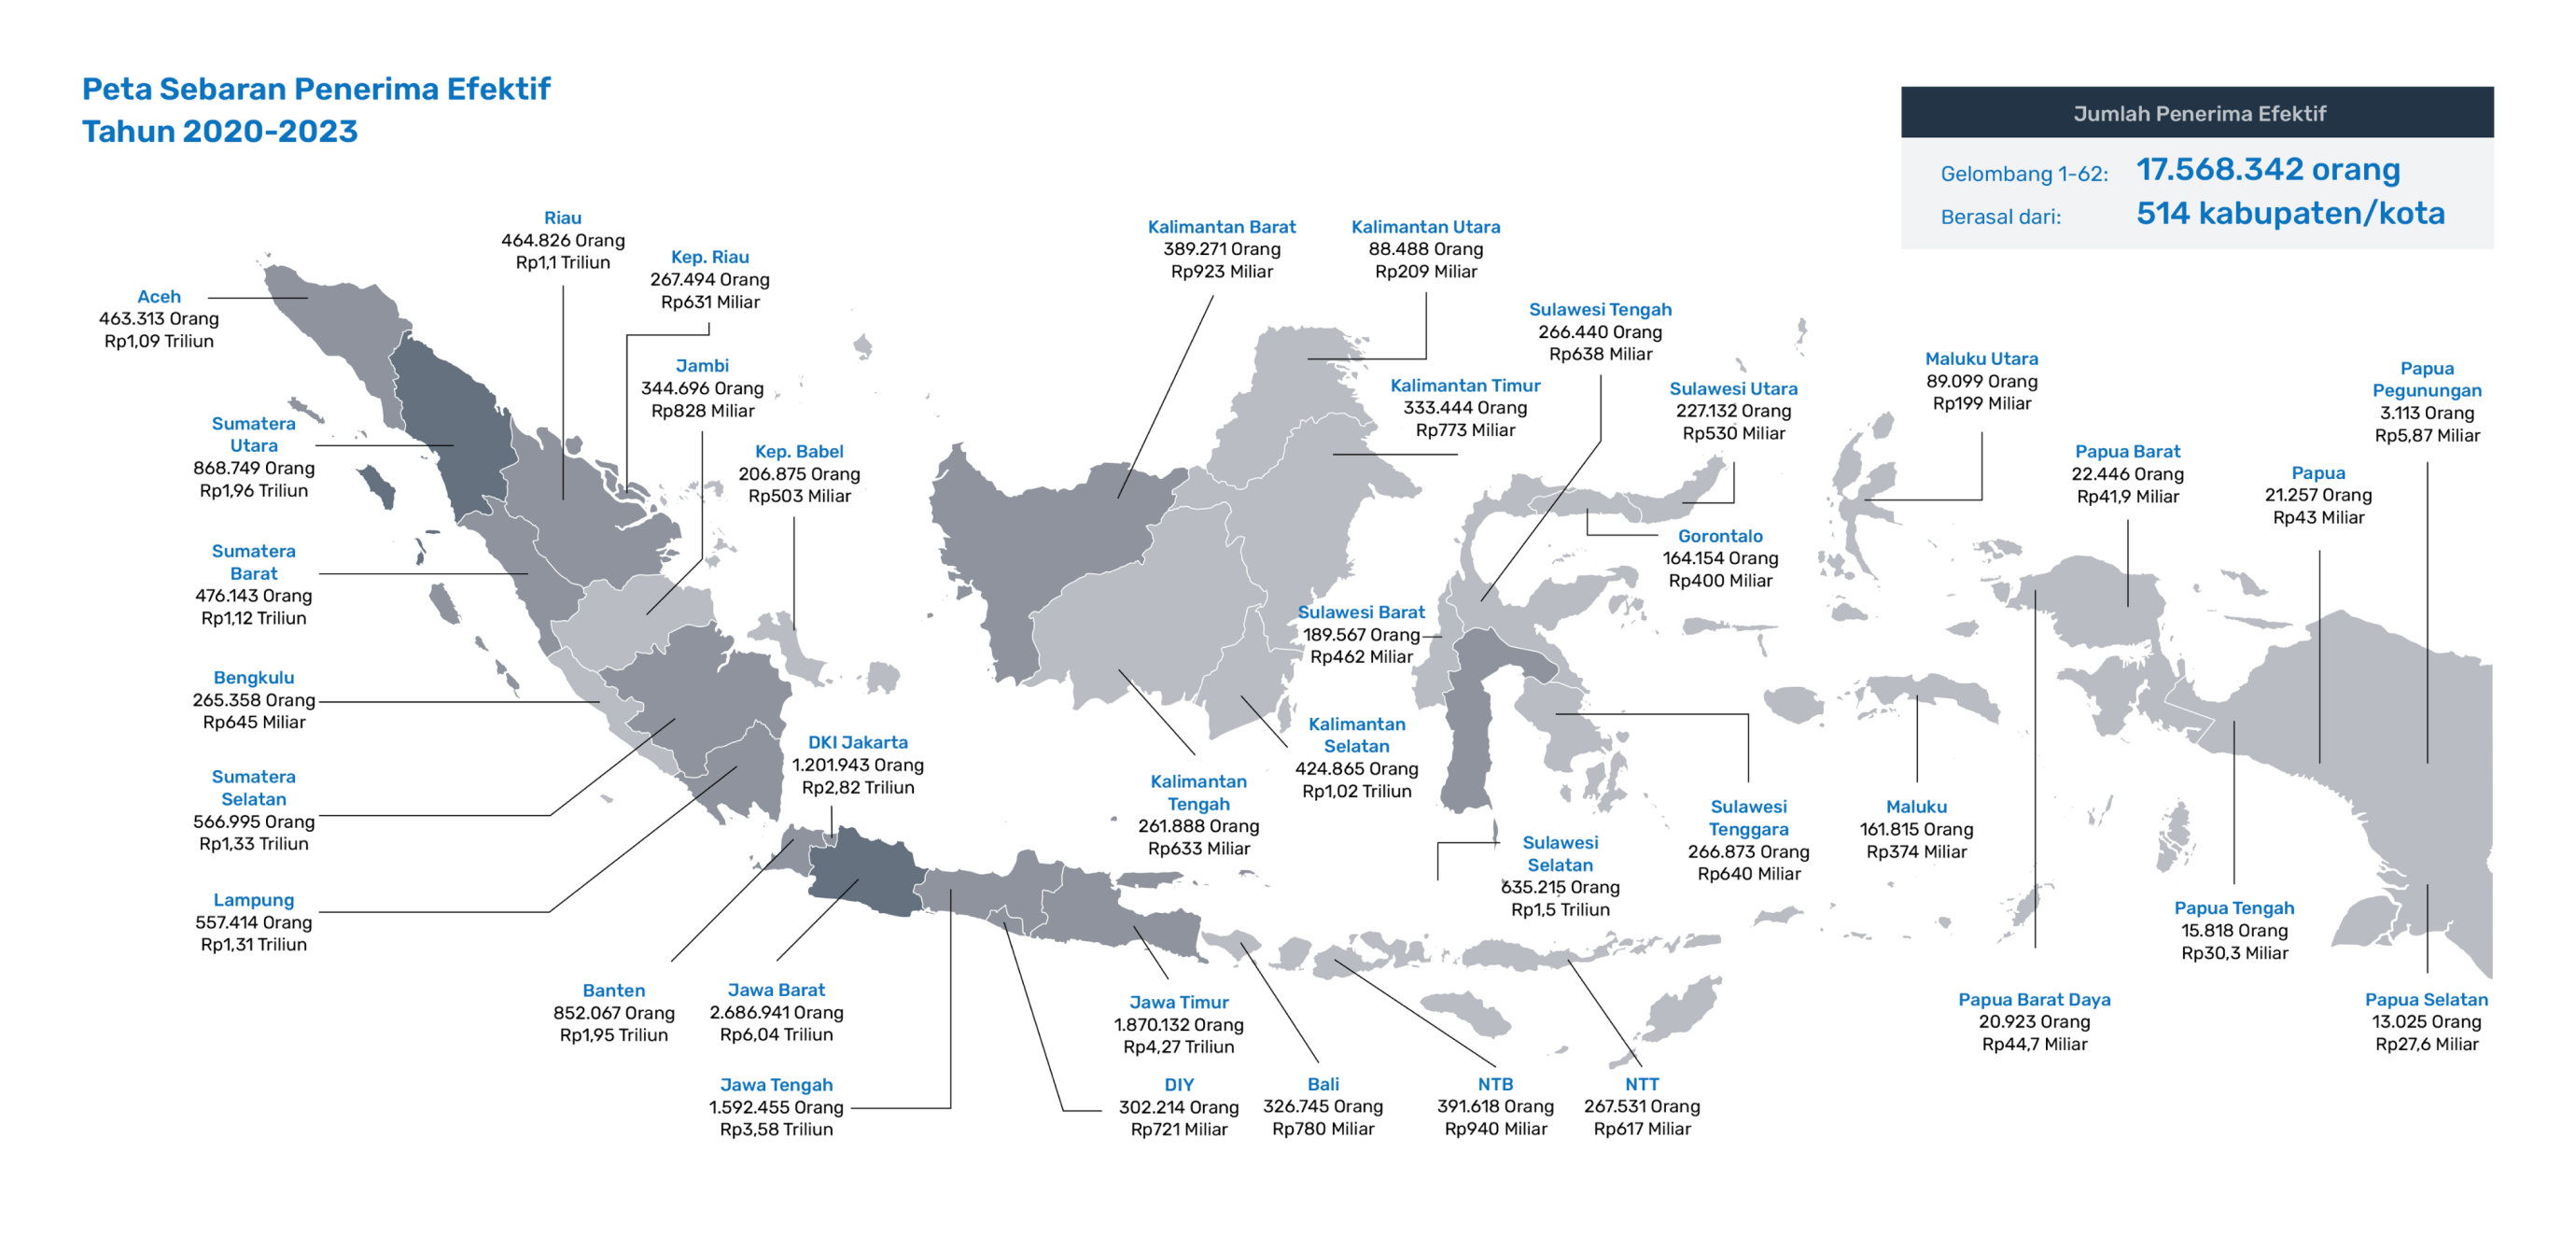 Peta Sebaran Penerima Efektif
Tahun 2020-2023
Jumlah Penerima Efektif
Gelombang 1-62: 17.568.342 orang
Berasal dari: 514 kabupaten/kota
Aceh
463.313 Orang
Rp1,09 Triliun
Riau
464.826 Orang
Rp1,1 Triliun
Kep. Riau
267.494 Orang
Rp631 Miliar
Jambi
344.696 Orang
Rp828 Miliar
Kep. Babel
206.875 Orang
Rp503 Miliar
Sumatera
Utara
868.749 Orang
Rp1,96 Triliun
Sumatera
Barat
476.143 Orang
Rp1,12 Triliun
Bengkulu
265.358 Orang
Rp645 Miliar
Sumatera
Selatan
566.995 Orang
Rp1,33 Triliun
Lampung
557.414 Orang
Rp1,31 Triliun
DKI Jakarta
1.201.943 Orang
Rp2,82 Triliun
Banten
852.067 Orang
Rp1,95 Triliun
Jawa Barat
2.686.941 Orang
Rp6,04 Triliun
Jawa Tengah
1.592.455 Orang
Rp3,58 Triliun
Jawa Timur
1.870.132 Orang
Rp4,27 Triliun
DIY
302.214 Orang
Rp721 Miliar
Bali
326.745 Orang
Rp780 Miliar
NTB
391.618 Orang
Rp940 Miliar
NTT
267.531 Orang
Rp617 Miliar
Kalimantan Barat
389.271 Orang
Rp923 Miliar
Kalimantan Utara
88.488 Orang
Rp209 Miliar
Kalimantan Timur
333.444 Orang
Rp773 Miliar
Kalimantan
Tengah
261.888 Orang
Rp633 Miliar
Kalimantan
Selatan
424.865 Orang
Rp1,02 Triliun
Sulawesi Tengah
266.440 Orang
Rp638 Miliar
Sulawesi Utara
227.132 Orang
Rp530 Miliar
Gorontalo
164.154 Orang
Rp400 Miliar
Sulawesi Barat
189.567 Orang
Rp462 Miliar
Sulawesi
Selatan
635.215 Orang
Rp1,5 Triliun
Sulawesi
Tenggara
266.873 Orang
Rp640 Miliar
Maluku Utara
89.099 Orang
Rp199 Miliar
Maluku
161.815 Orang
Rp374 Miliar
Papua Barat
22.446 Orang
Rp41,9 Miliar
Papua
21.257 Orang
Rp43 Miliar
Papua
Pegunungan
3.113 Orang
Rp5,87 Miliar
Papua Tengah
15.818 Orang
Rp30,3 Miliar
Papua Barat Daya
20.923 Orang
Rp44,7 Miliar
Papua Selatan
13.025 Orang
Rp27,6 Miliar